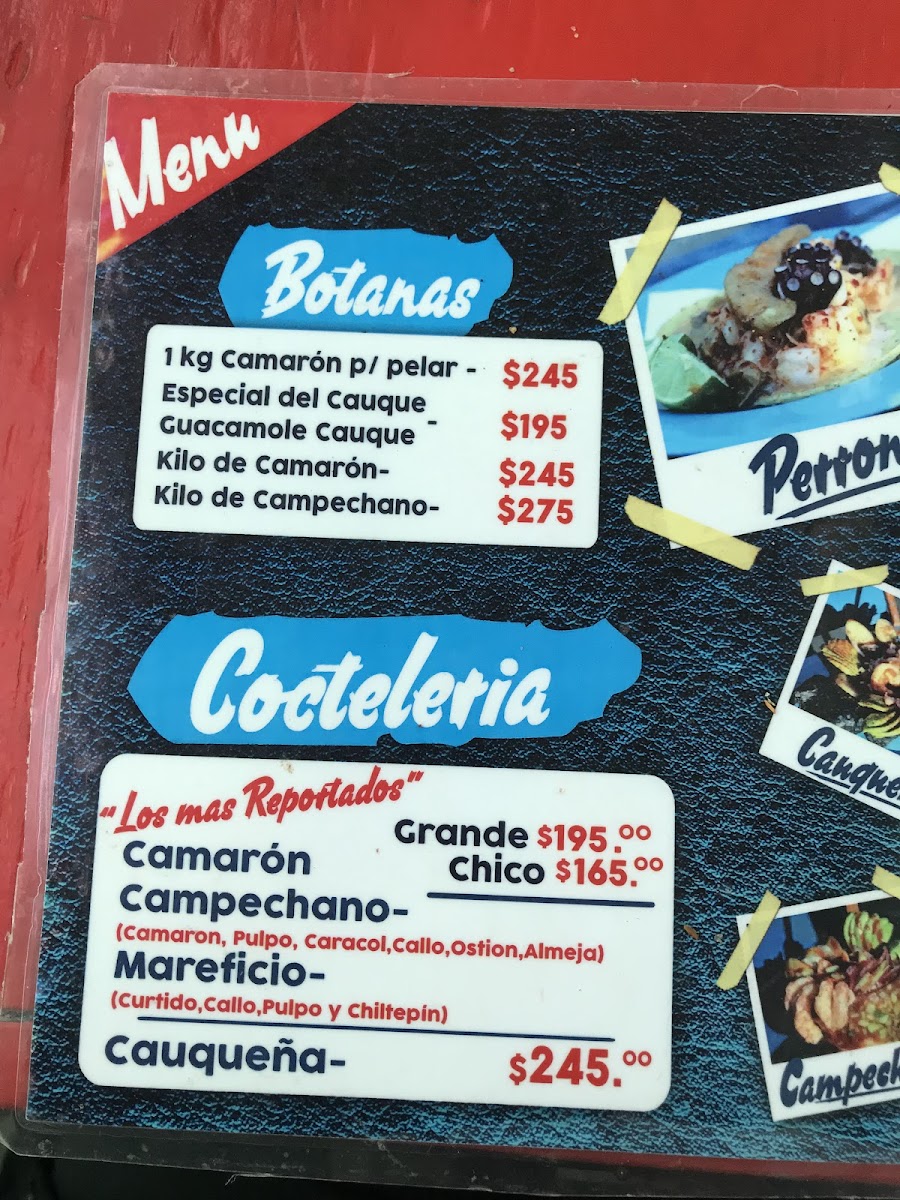 Menu
Botanas
1 kg Camarón p/ pelar - $245
Especial del Cauque
Guacamole Cauque - $195
Kilo de Camarón- $245
Kilo de Campechano- $275
Cocteleria
"Los mas Reportados"
Grande $195.00
Camarón
Chico $165.00
Campechano-
(Camaron, Pulpo, Caracol,Callo,Ostion,Almeja)
Mareficio-
(Curtido,Callo,Pulpo y Chiltepín)
Cauqueña- $245.00
Perron
Cauque
Campech